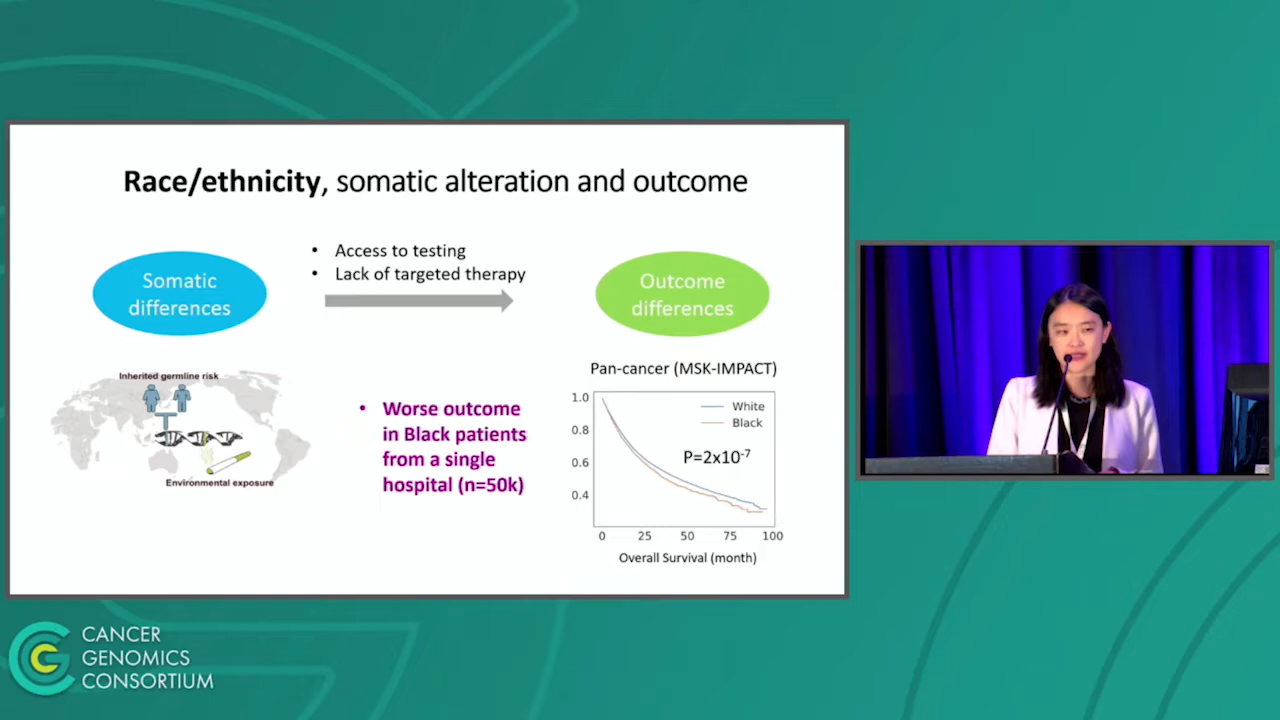 Race/ethnicity, somatic alteration and outcome
Somatic
differences
• Access to testing
• Lack of targeted therapy
Outcome
differences
Inherited germline risk
Environmental exposure
• Worse outcome
in Black patients
from a single
hospital (n=50k)
Pan-cancer (MSK-IMPACT)
1.0
0.8
0.6
0.4
White
Black
P=2x10-7
0 25 50 75 100
Overall Survival (month)
CANCER
GENOMICS
CONSORTIUM